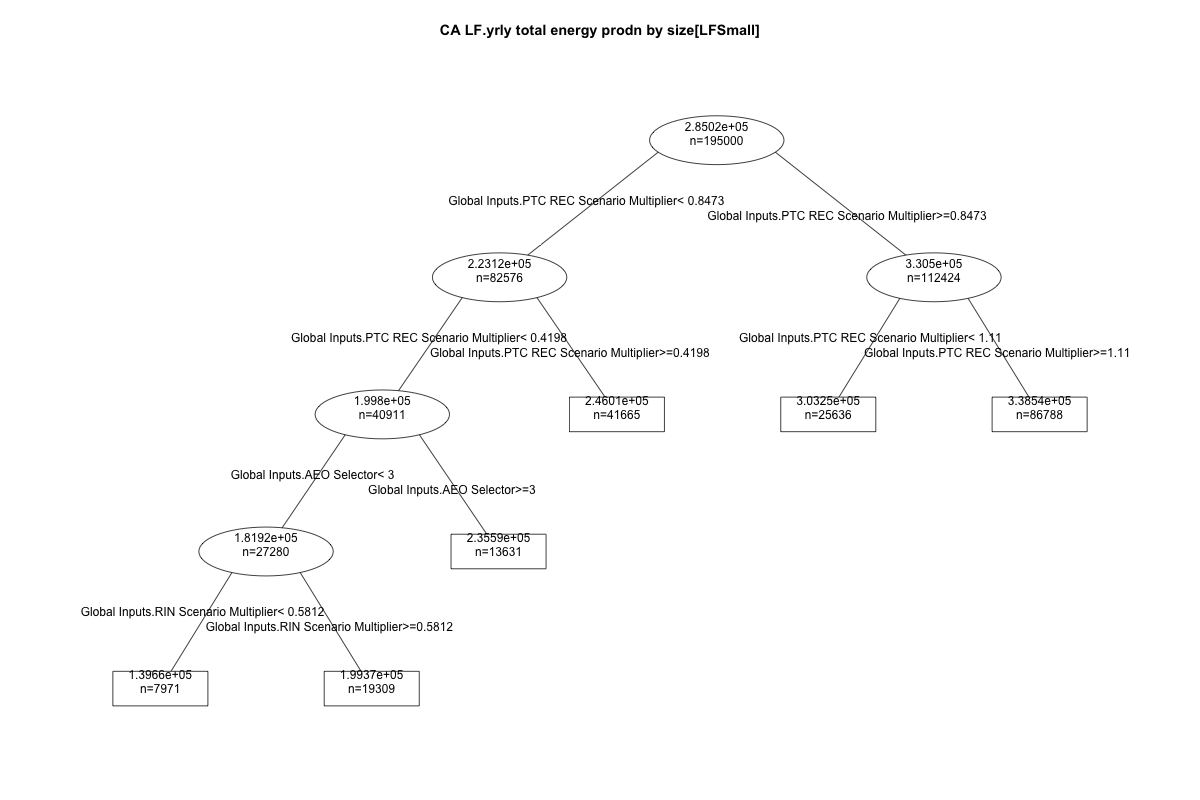 CA LF.yrly total energy prodn by size[LFSmall]
2.8502e+05
n=195000
Global Inputs.PTC REC Scenario Multiplier< 0.8473
Global Inputs.PTC REC Scenario Multiplier>=0.8473
2.2312e+05
n=82576
3.305e+05
n=112424
Global Inputs.PTC REC Scenario Multiplier< 0.4198
Global Inputs.PTC REC Scenario Multiplier>=0.4198
Global Inputs.PTC REC Scenario Multiplier< 1.11
Global Inputs.PTC REC Scenario Multiplier>=1.11
1.998e+05
n=40911
2.4601e+05
n=41665
3.0325e+05
n=25636
3.3854e+05
n=86788
Global Inputs.AEO Selector< 3
Global Inputs.AEO Selector>=3
1.8192e+05
n=27280
2.3559e+05
n=13631
Global Inputs.RIN Scenario Multiplier< 0.5812
Global Inputs.RIN Scenario Multiplier>=0.5812
1.3966e+05
n=7971
1.9937e+05
n=19309